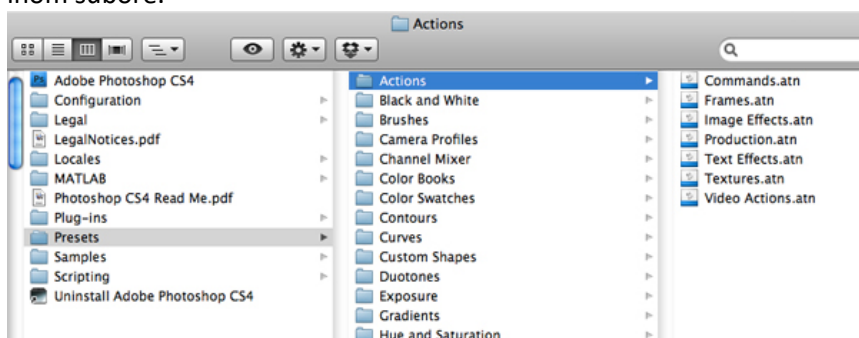 inom súbore.
Actions
Adobe Photoshop CS4
Configuration
Legal
LegalNotices.pdf
Locales
MATLAB
Photoshop CS4 Read Me.pdf
Plug-ins
Presets
Samples
Scripting
Uninstall Adobe Photoshop CS4
Actions
Black and White
Brushes
Camera Profiles
Channel Mixer
Color Books
Color Swatches
Contours
Curves
Custom Shapes
Duotones
Exposure
Gradients
Hue and Saturation
Commands.atn
Frames.atn
Image Effects.atn
Production.atn
Text Effects.atn
Textures.atn
Video Actions.atn